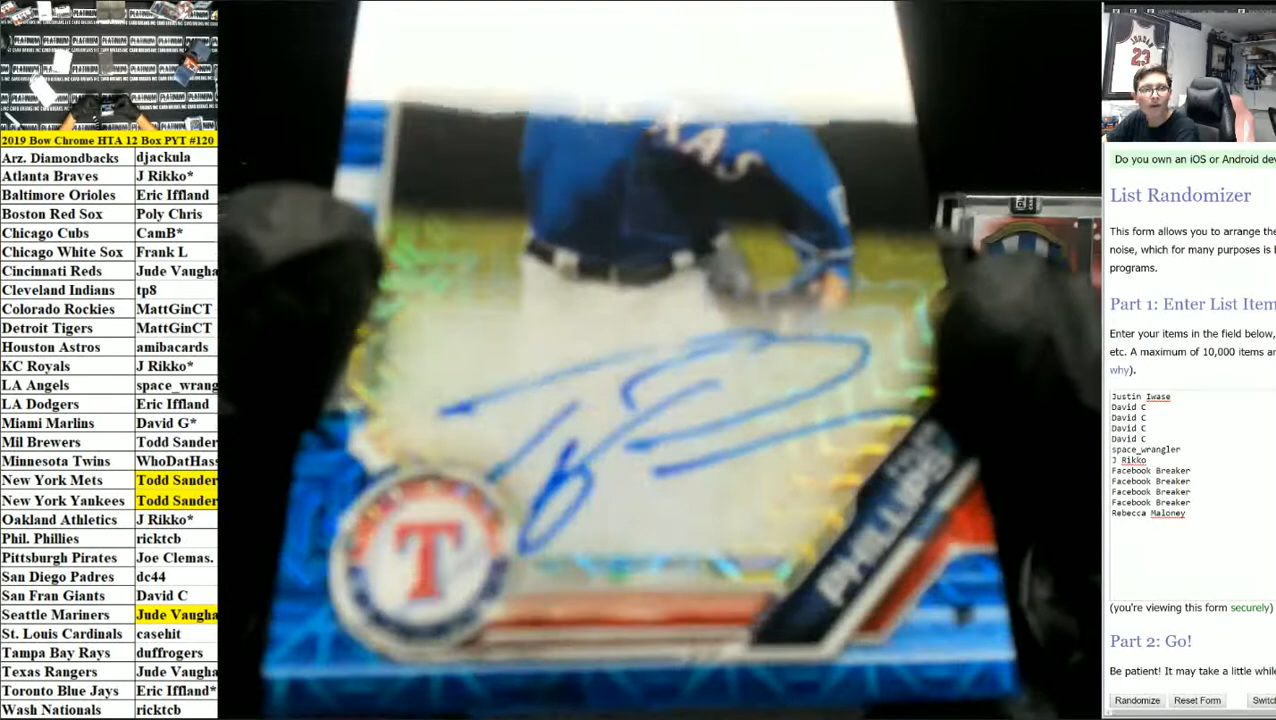 2019 Bow Chrome HTA 12 Box PYT #120
Arz. Diamondbacks djackula
Atlanta Braves J Rikko*
Baltimore Orioles Eric Iffland
Boston Red Sox Poly Chris
Chicago Cubs CamB*
Chicago White Sox Frank L
Cincinnati Reds Jude Vaugha
Cleveland Indians tp8
Colorado Rockies MattGinCT
Detroit Tigers MattGinCT
Houston Astros amibacards
KC Royals J Rikko*
LA Angels space_wrang
LA Dodgers Eric Iffland
Miami Marlins David G*
Mil Brewers Todd Sander
Minnesota Twins WhoDatHass
New York Mets Todd Sander
New York Yankees Todd Sander
Oakland Athletics J Rikko*
Phil. Phillies ricktcb
Pittsburgh Pirates Joe Clemas.
San Diego Padres dc44
San Fran Giants David C
Seattle Mariners Jude Vaugha
St. Louis Cardinals casehit
Tampa Bay Rays duffrogers
Texas Rangers Jude Vaugha
Toronto Blue Jays Eric Iffland*
Wash Nationals ricktcb
T
JORDAN
23
Do you own an iOS or Android dev
List Randomizer
This form allows you to arrange the
noise, which for many purposes is
programs.
Part 1: Enter List Item
Enter your items in the field below,
etc. A maximum of 10,000 items ar
why).
Justin Iwase
David C
David C
David C
David C
space_wrangler
J Rikko
Facebook Breaker
Facebook Breaker
Facebook Breaker
Facebook Breaker
Rebecca Maloney
(you're viewing this form securely)
Part 2: Go!
Be patient! It may take a little while
Randomize Reset Form Switc